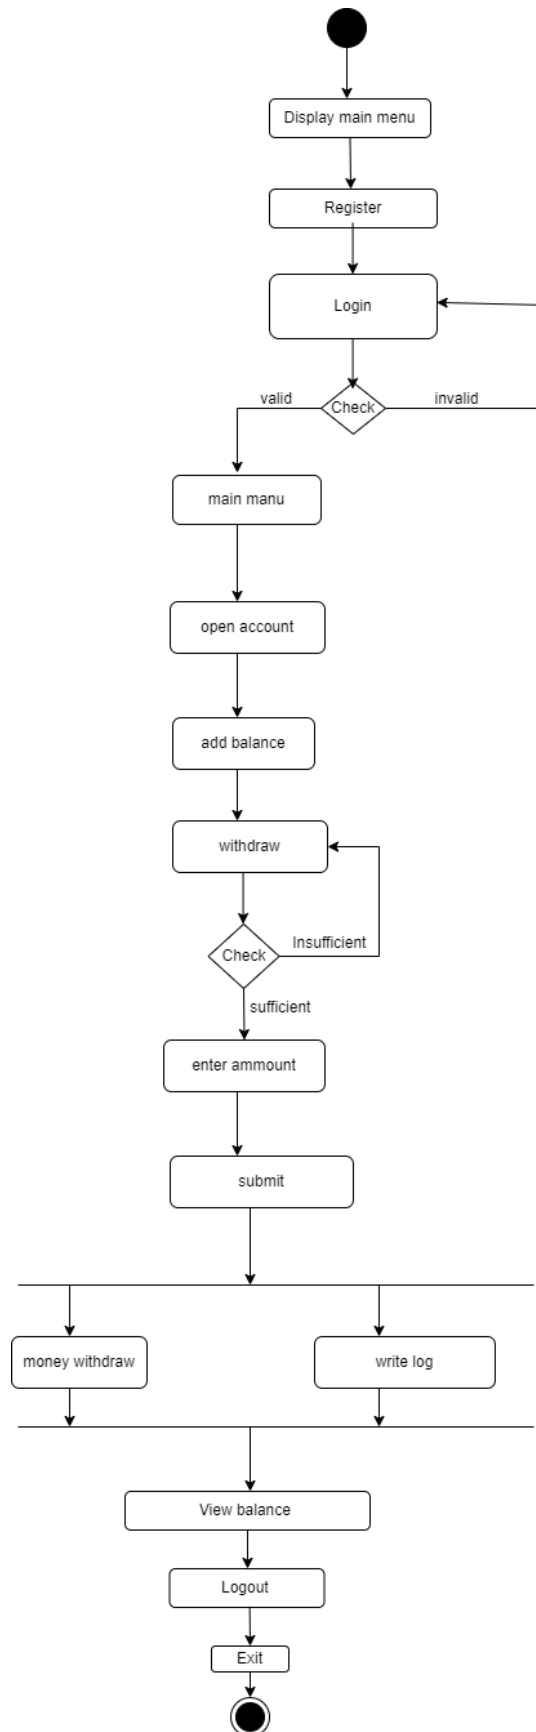 Display main menu
Register
Login
Check
valid
invalid
main manu
open account
add balance
withdraw
Check
Insufficient
sufficient
enter ammount
submit
money withdraw
write log
View balance
Logout
Exit